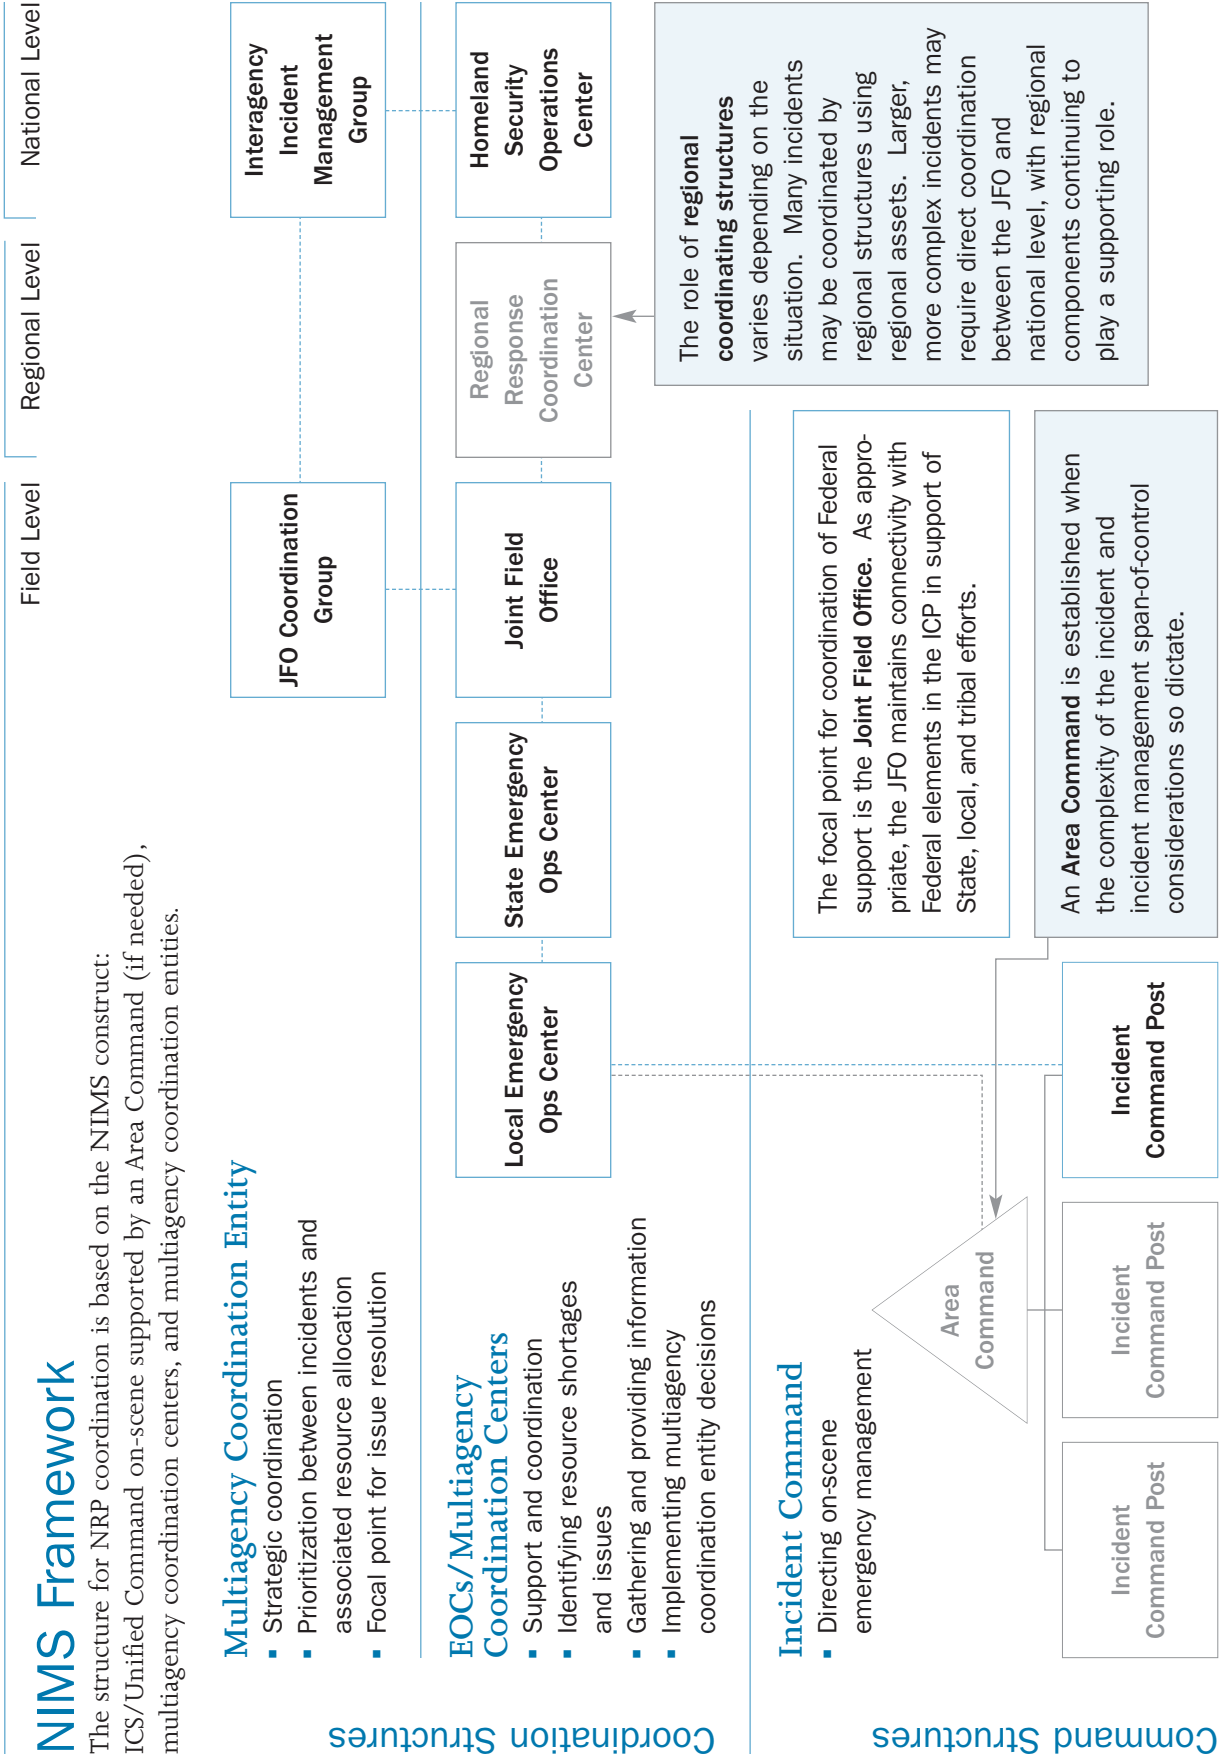 NIMS Framework
The structure for NRP coordination is based on the NIMS construct:
ICS/Unified Command on-scene supported by an Area Command (if needed),
multiagency coordination centers, and multiagency coordination entities.
Field Level
Regional Level
National Level
Coordination Structures
Multiagency Coordination Entity
▪ Strategic coordination
▪ Prioritization between incidents and
associated resource allocation
▪ Focal point for issue resolution
JFO Coordination
Group
Interagency
Incident
Management
Group
EOCs/Multiagency
Coordination Centers
▪ Support and coordination
▪ Identifying resource shortages
and issues
▪ Gathering and providing information
▪ Implementing multiagency
coordination entity decisions
Local Emergency
Ops Center
State Emergency
Ops Center
Joint Field
Office
Regional
Response
Coordination
Center
Homeland
Security
Operations
Center
The role of regional
coordinating structures
varies depending on the
situation. Many incidents
may be coordinated by
regional structures using
regional assets. Larger,
more complex incidents may
require direct coordination
between the JFO and
national level, with regional
components continuing to
play a supporting role.
Command Structures
Incident Command
▪ Directing on-scene
emergency management
The focal point for coordination of Federal
support is the Joint Field Office. As appro-
priate, the JFO maintains connectivity with
Federal elements in the ICP in support of
State, local, and tribal efforts.
Area
Command
An Area Command is established when
the complexity of the incident and
incident management span-of-control
considerations so dictate.
Incident
Command Post
Incident
Command Post
Incident
Command Post